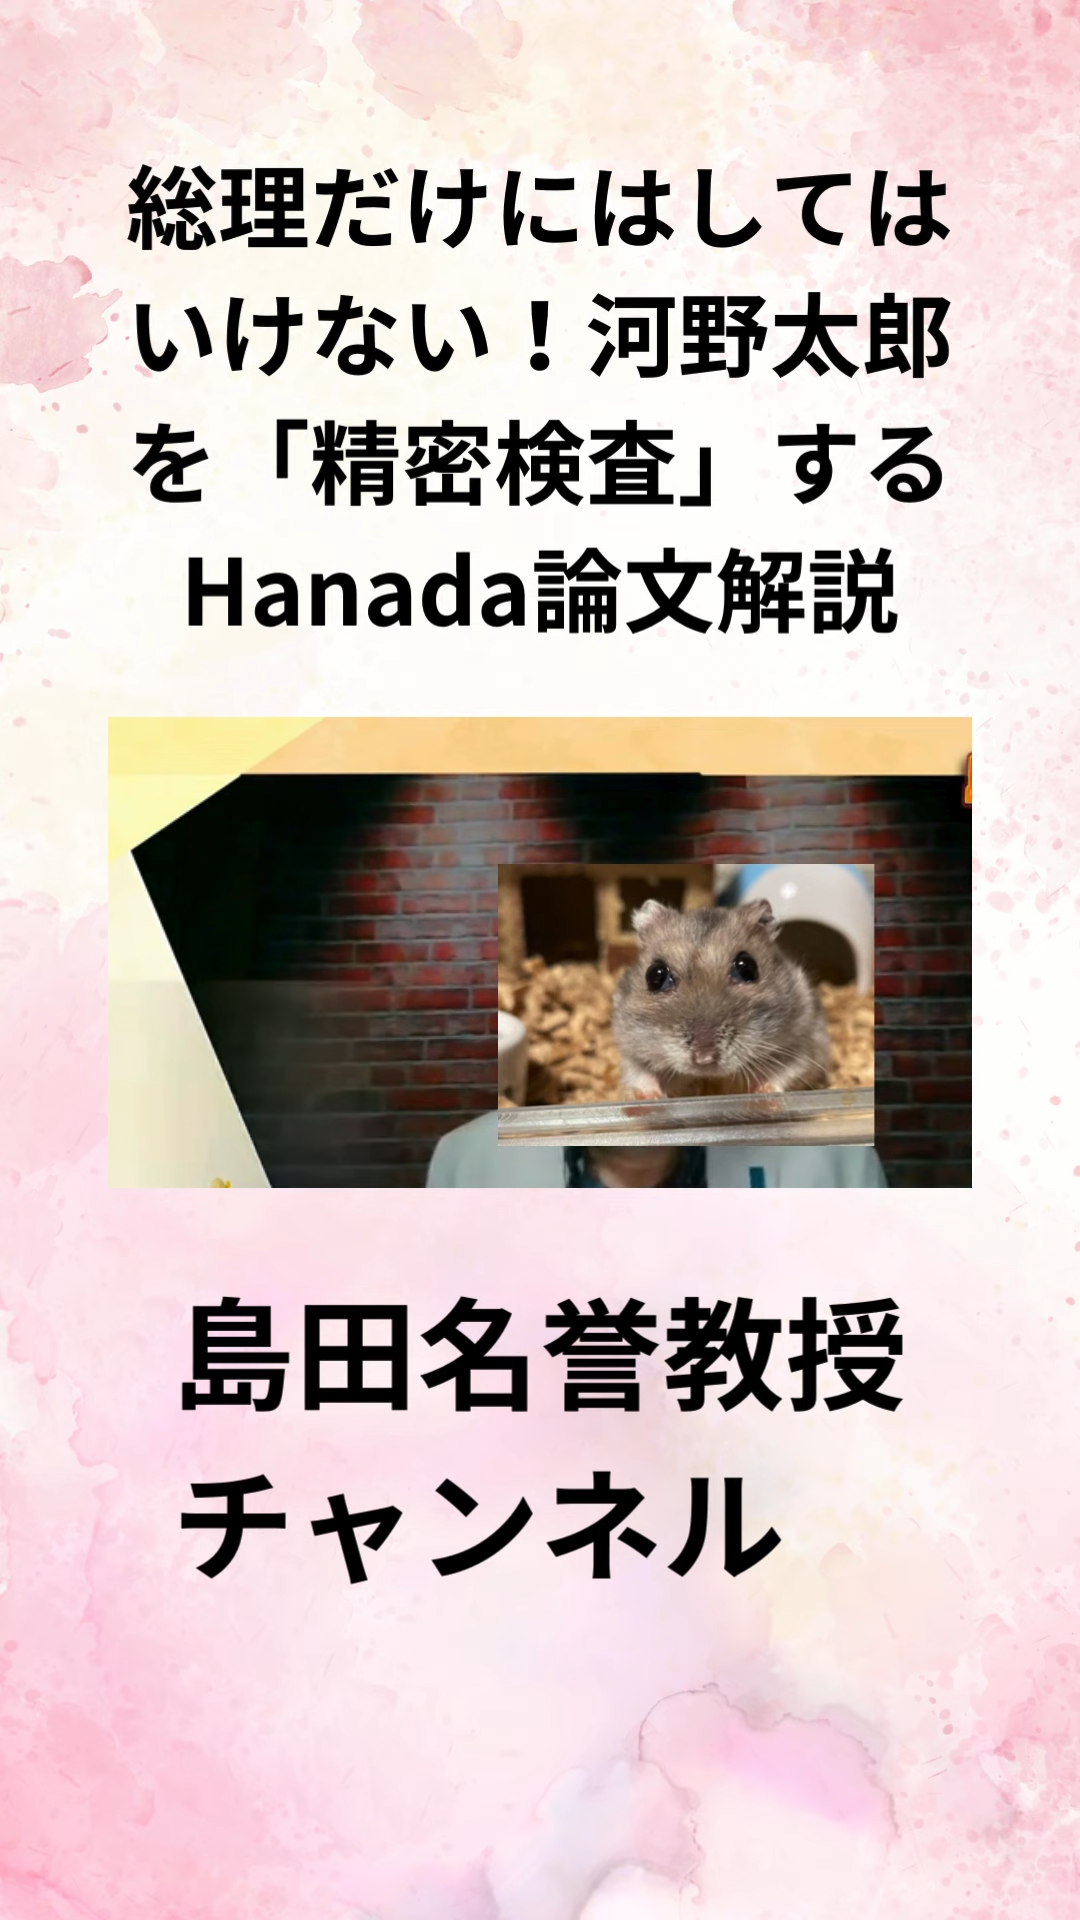 総理だけにはしては
いけない！河野太郎
を「精密検査」する
Hanada論文解説
島田名誉教授
チャンネル